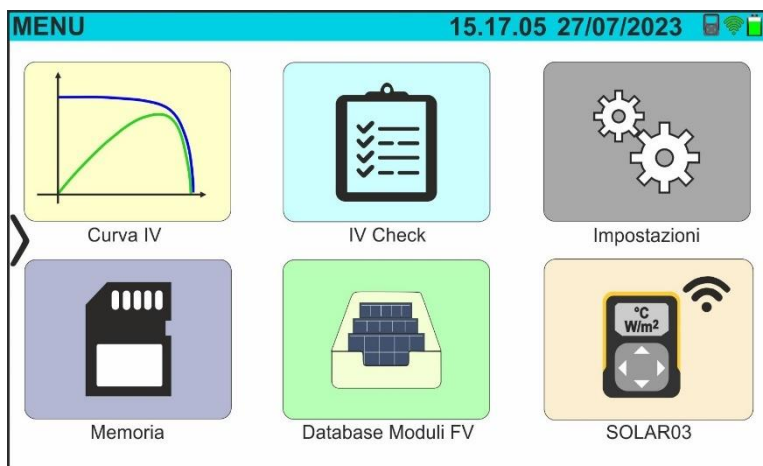 MENU 15.17.05 27/07/2023
Curva IV IV Check Impostazioni
°C
W/m²
Memoria Database Moduli FV SOLAR03